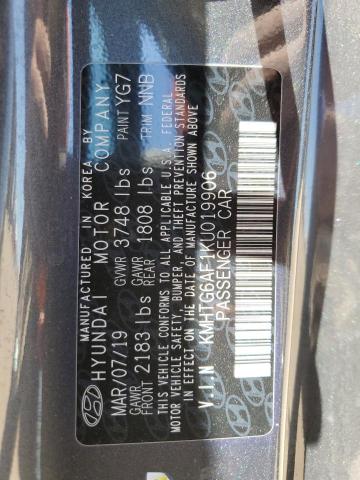 MANUFACTURED IN KOREA BY
HYUNDAI MOTOR COMPANY
MAR/07/19 GVWR 3748 lbs PAINT YG7
GAWR FRONT 2183 lbs GAWR REAR 1808 lbs TRIM NNB
THIS VEHICLE CONFORMS TO ALL APPLICABLE U.S.A. FEDERAL
MOTOR VEHICLE SAFETY, BUMPER, AND THEFT PREVENTION STANDARDS
IN EFFECT ON THE DATE OF MANUFACTURE SHOWN ABOVE
V.I.N KMHTG6AF1KU019906
PASSENGER CAR